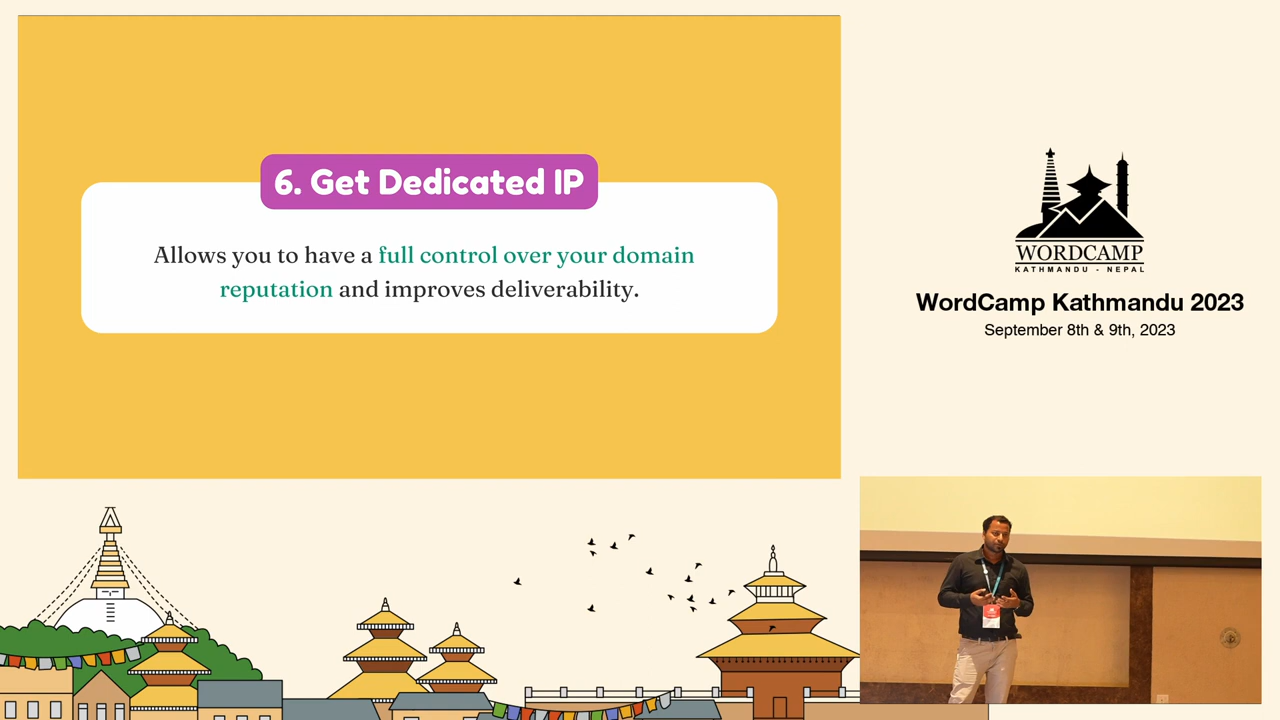 6. Get Dedicated IP
Allows you to have a full control over your domain
reputation and improves deliverability.
WORDCAMP
KATHMANDU - NEPAL
WordCamp Kathmandu 2023
September 8th & 9th, 2023